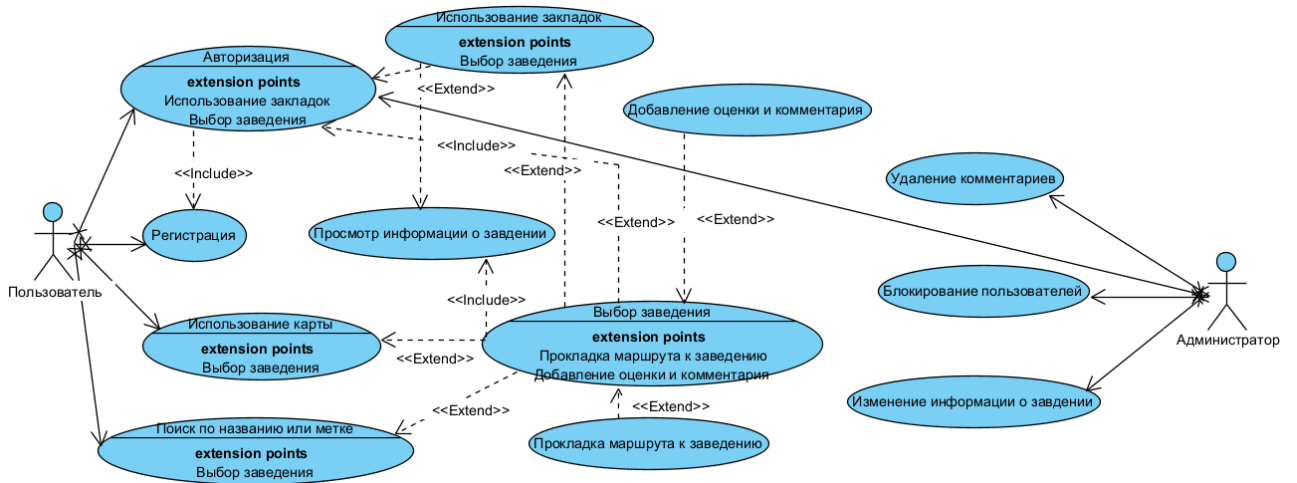 Использование закладок
extension points
Выбор заведения
Авторизация
extension points
Использование закладок
Выбор заведения
<<Extend>>
Добавление оценки и комментария
<<Include>>
<<Extend>>
<<Include>>
Удаление комментариев
<<Extend>>
<<Extend>>
Регистрация
Просмотр информации о завдении
Пользователь
Блокирование пользователей
<<Include>>
Администратор
Использование карты
extension points
Выбор заведения
<<Extend>>
Выбор заведения
extension points
Прокладка маршрута к заведению
Добавление оценки и комментария
Изменение информации о завдении
<<Extend>>
<<Extend>>
Поиск по названию или метке
extension points
Выбор заведения
Прокладка маршрута к заведению